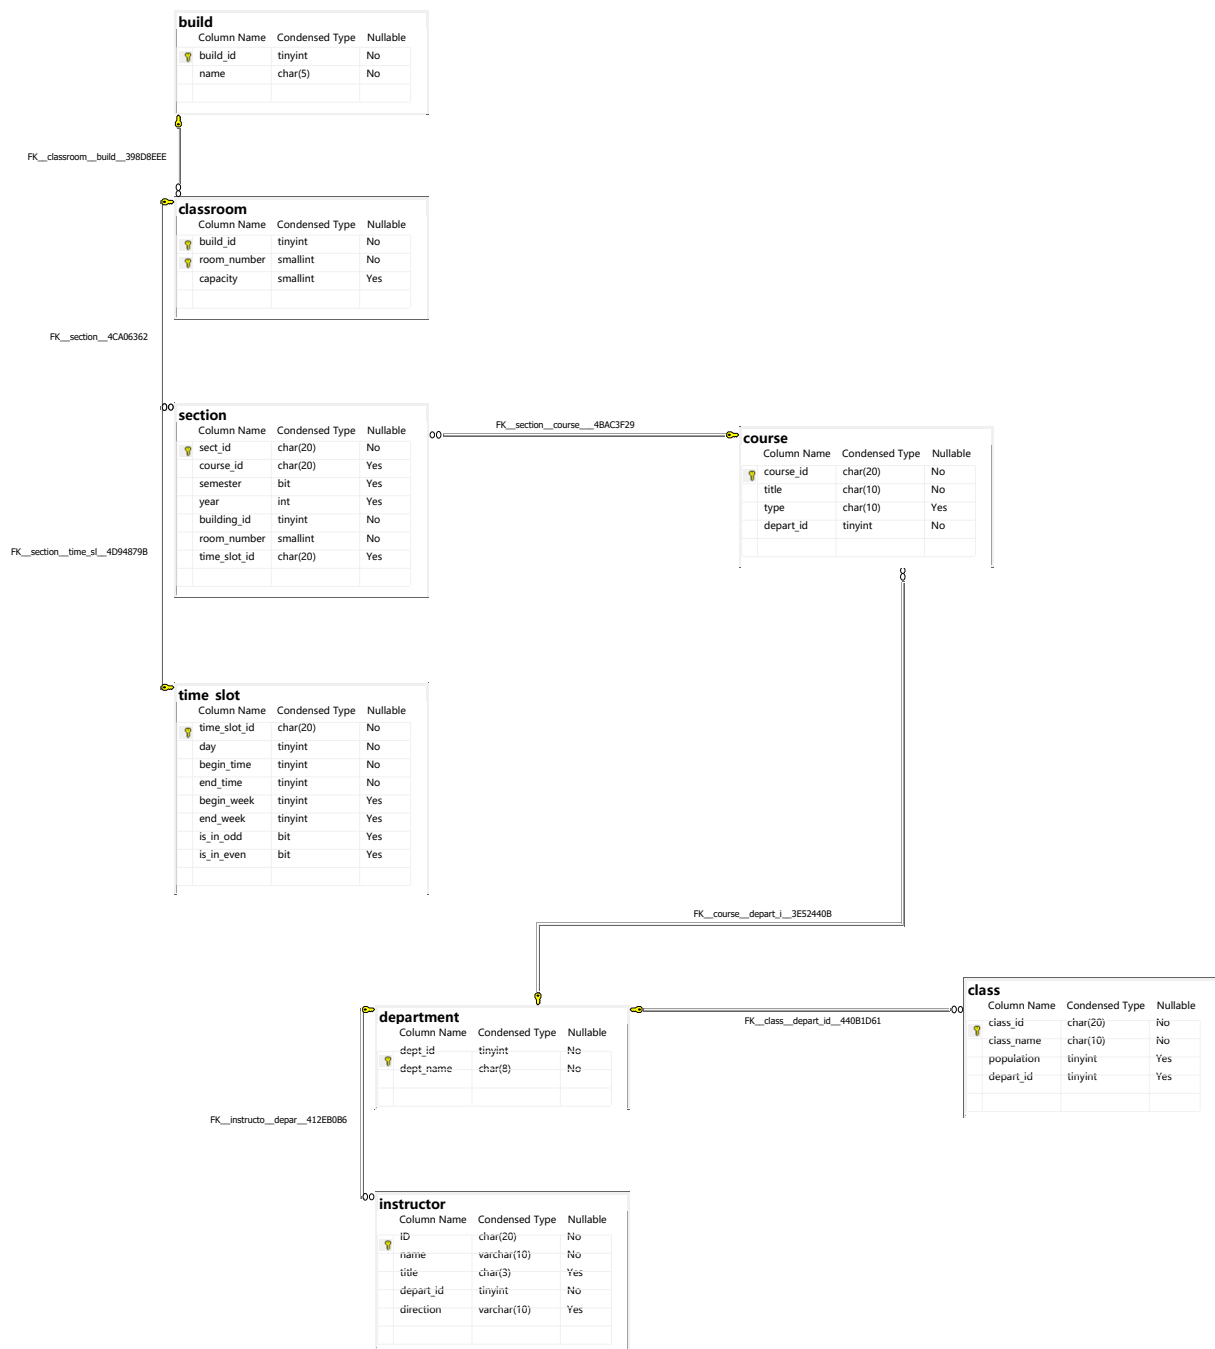 build
Column Name Condensed Type Nullable
build_id tinyint No
name char(5) No
FK__classroom__build__398D8EEE
classroom
Column Name Condensed Type Nullable
build_id tinyint No
room_number smallint No
capacity smallint Yes
FK__section__4CA06362
section
Column Name Condensed Type Nullable
sect_id char(20) No
course_id char(20) Yes
semester bit Yes
year int Yes
building_id tinyint No
room_number smallint No
time_slot_id char(20) Yes
FK__section__course___4BAC3F29
course
Column Name Condensed Type Nullable
course_id char(20) No
title char(10) No
type char(10) Yes
depart_id tinyint No
FK__section__time_sl__4D94879B
time_slot
Column Name Condensed Type Nullable
time_slot_id char(20) No
day tinyint No
begin_time tinyint No
end_time tinyint No
begin_week tinyint Yes
end_week tinyint Yes
is_in_odd bit Yes
is_in_even bit Yes
FK__course__depart_i__3E52440B
department
Column Name Condensed Type Nullable
dept_id tinyint No
dept_name char(8) No
FK__class__depart_id__440B1D61
class
Column Name Condensed Type Nullable
class_id char(20) No
class_name char(10) No
population tinyint Yes
depart_id tinyint Yes
FK__instructo__depar__412EB0B6
instructor
Column Name Condensed Type Nullable
ID char(20) No
name varchar(10) No
title char(3) Yes
depart_id tinyint No
direction varchar(10) Yes